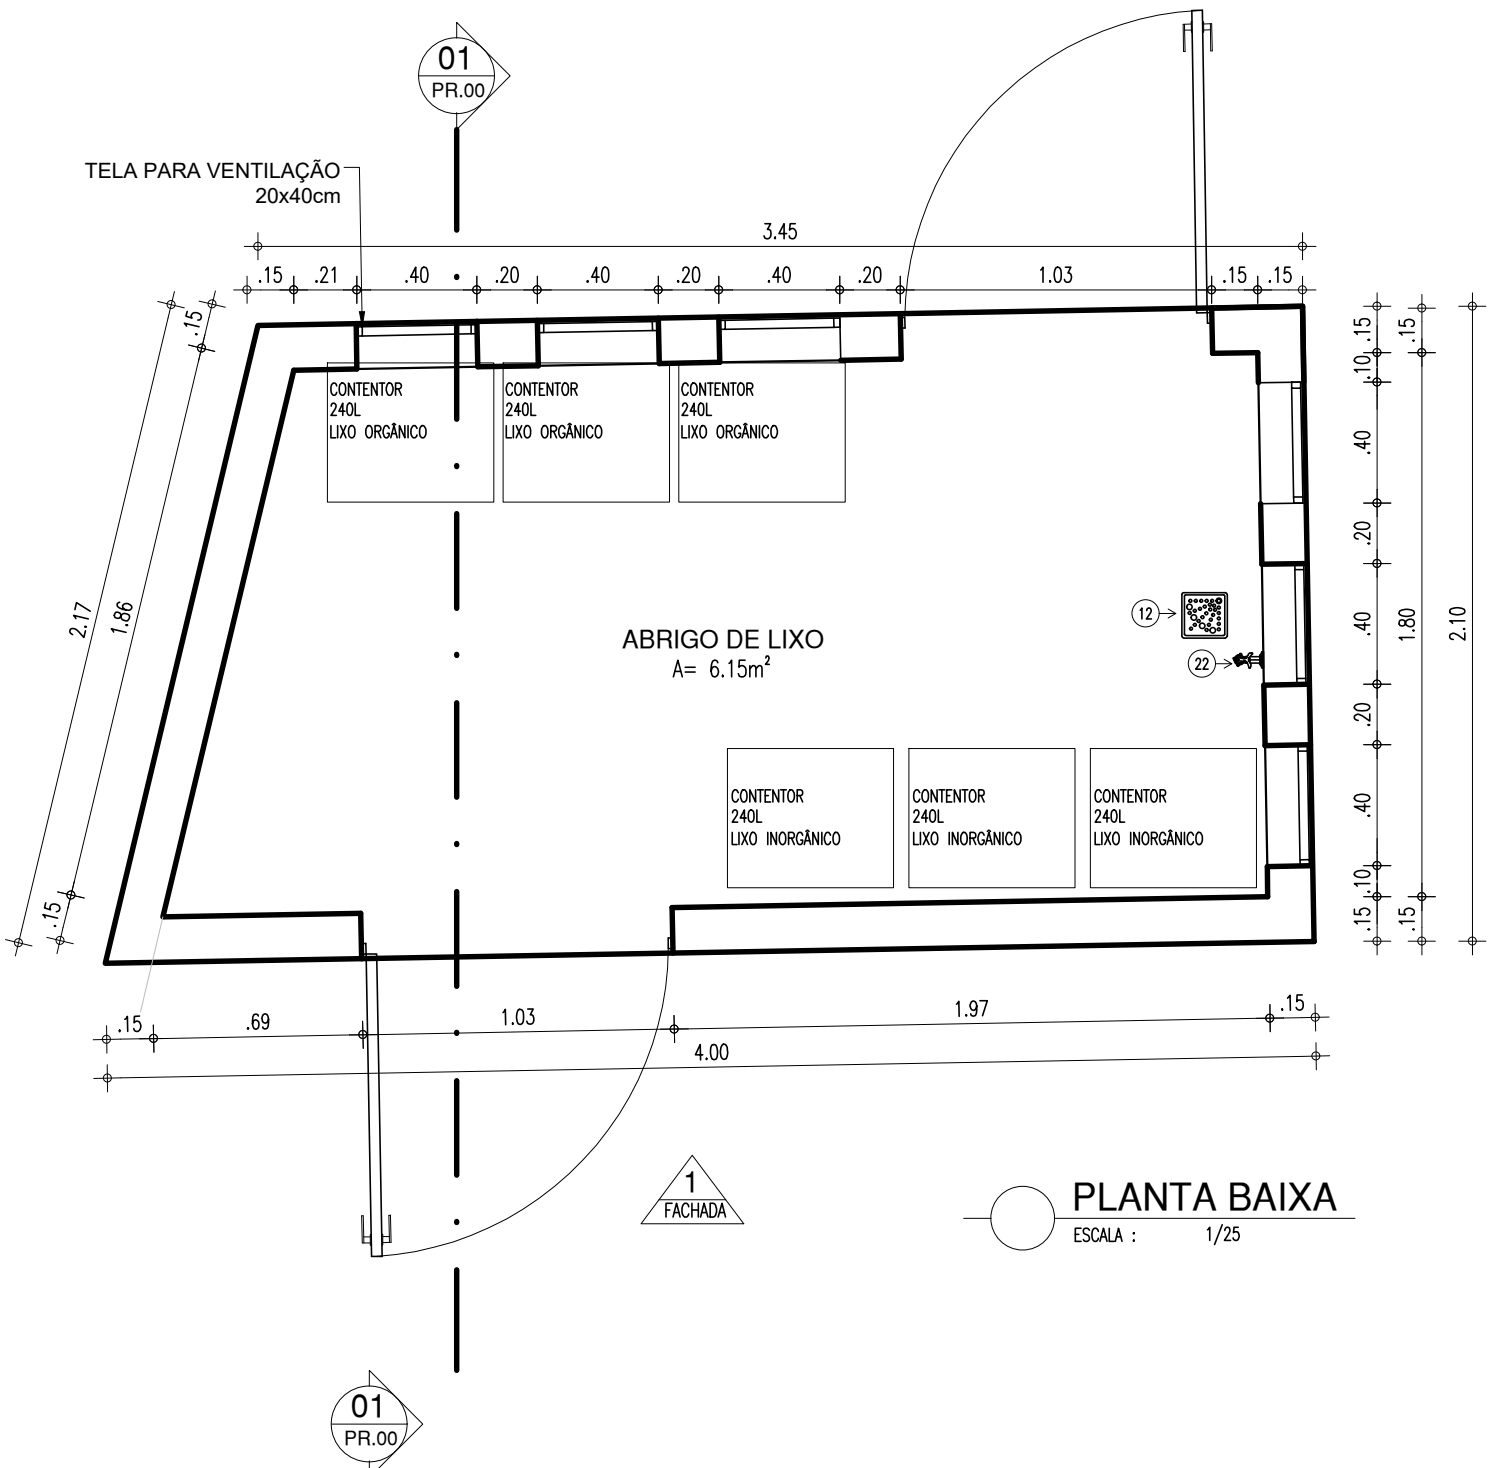 01
PR.00
TELA PARA VENTILAÇÃO
20x40cm
3.45
.15 .21 .40 .20 .40 .20 .40 .20 1.03 .15 .15
.15
2.17
1.86
.15
.15
.10
.40
.20
.40
.20
.40
.10
.15
.15
1.80
.15
2.10
CONTENTOR
240L
LIXO ORGÂNICO
CONTENTOR
240L
LIXO ORGÂNICO
CONTENTOR
240L
LIXO ORGÂNICO
12
22
ABRIGO DE LIXO
A= 6.15m²
CONTENTOR
240L
LIXO INORGÂNICO
CONTENTOR
240L
LIXO INORGÂNICO
CONTENTOR
240L
LIXO INORGÂNICO
.15 .69 1.03 1.97 .15
4.00
1
FACHADA
PLANTA BAIXA
ESCALA : 1/25
01
PR.00